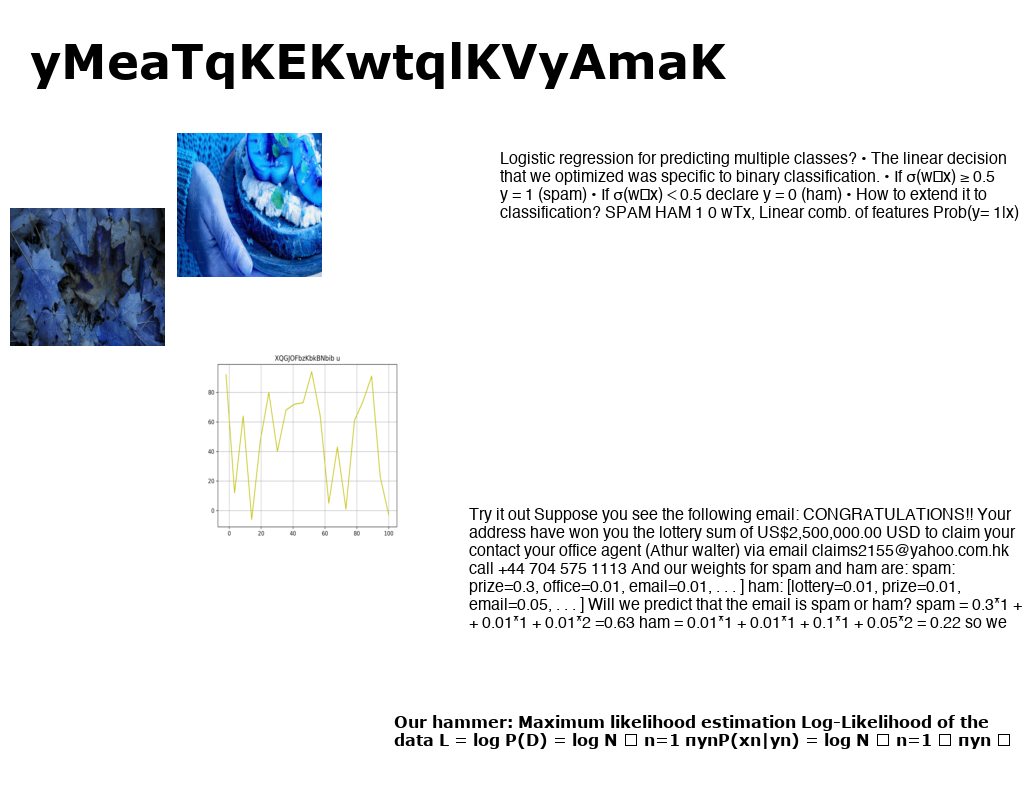 yMeaTqKEKwtqlKVyAmaK
Logistic regression for predicting multiple classes? • The linear decision
that we optimized was specific to binary classification. • If σ(w□x) ≥ 0.5
y = 1 (spam) • If σ(w□x) < 0.5 declare y = 0 (ham) • How to extend it to
classification? SPAM HAM 1 0 wTx, Linear comb. of features Prob(y= 1|x)
XQGJOFbzKbkBNbib u
80
60
40
20
0
0 20 40 60 80 100
Try it out Suppose you see the following email: CONGRATULATIONS!! Your
address have won you the lottery sum of US$2,500,000.00 USD to claim your
contact your office agent (Athur walter) via email claims2155@yahoo.com.hk
call +44 704 575 1113 And our weights for spam and ham are: spam:
prize=0.3, office=0.01, email=0.01, . . . ] ham: [lottery=0.01, prize=0.01,
email=0.05, . . . ] Will we predict that the email is spam or ham? spam = 0.3*1 +
+ 0.01*1 + 0.01*2 =0.63 ham = 0.01*1 + 0.01*1 + 0.1*1 + 0.05*2 = 0.22 so we
Our hammer: Maximum likelihood estimation Log-Likelihood of the
data L = log P(D) = log N □ n=1 πynP(xn|yn) = log N □ n=1 □ πyn □